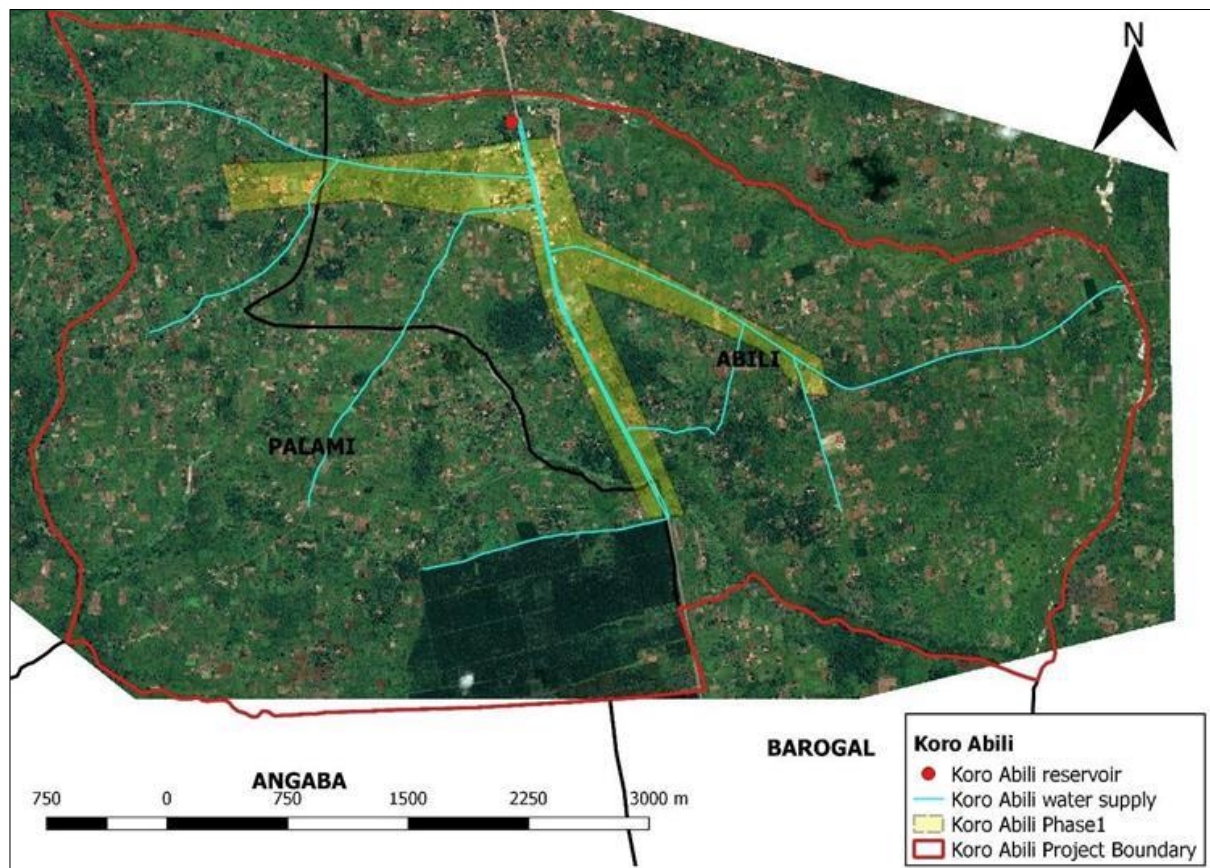 N
ABILI
PALAMI
BAROGAL
ANGABA
750 0 750 1500 2250 3000 m
Koro Abili
Koro Abili reservoir
Koro Abili water supply
Koro Abili Phase1
Koro Abili Project Boundary